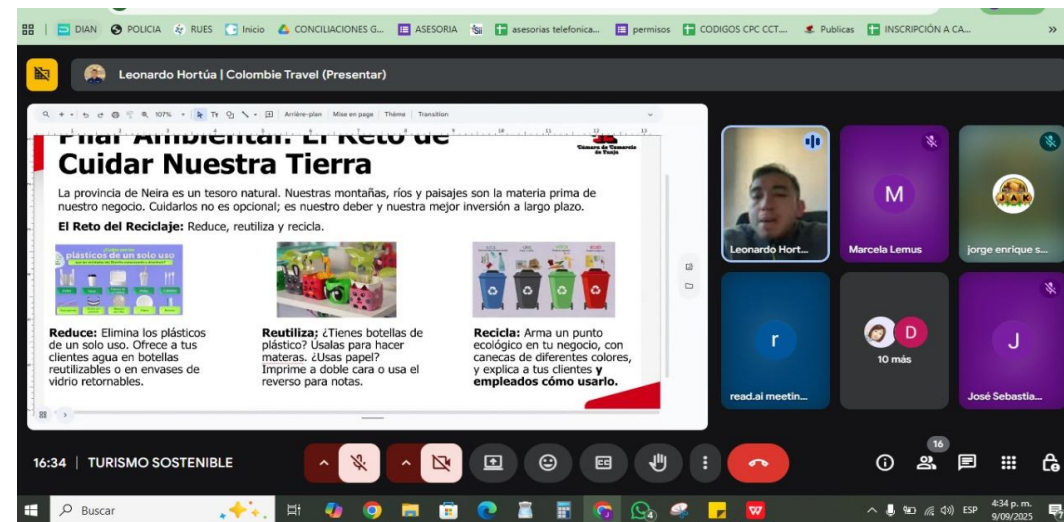 DIAN
POLICIA
RUES
Inicio
CONCILIACIONES G...
ASESORIA
Sii
asesorias telefonica...
permisos
CODIGOS CPC CCT....
Publicas
INSCRIPCIÓN A CA...
Leonardo Hortúa | Colombie Travel (Presentar)
107%
Arrière-plan
Mise en page
Thème
Transition
Pilar Ambiental: El Reto de
Cuidar Nuestra Tierra
Cámara de Comercio
de Tunja
La provincia de Neira es un tesoro natural. Nuestras montañas, ríos y paisajes son la materia prima de
nuestro negocio. Cuidarlos no es opcional; es nuestro deber y nuestra mejor inversión a largo plazo.
El Reto del Reciclaje: Reduce, reutiliza y recicla.
plásticos de un solo uso
Reduce: Elimina los plásticos
de un solo uso. Ofrece a tus
clientes agua en botellas
reutilizables o en envases de
vidrio retornables.
Reutiliza: ¿Tienes botellas de
plástico? Úsalas para hacer
materas. ¿Usas papel?
Imprime a doble cara o usa el
reverso para notas.
Recicla: Arma un punto
ecológico en tu negocio, con
canecas de diferentes colores,
y explica a tus clientes y
empleados cómo usarlo.
Leonardo Hort...
M
Marcela Lemus
JAK
jorge enrique s...
r
read.ai meetin...
D
10 más
J
José Sebastia...
16:34 | TURISMO SOSTENIBLE
16
Buscar
4
ESP
4:34 p. m.
9/09/2025